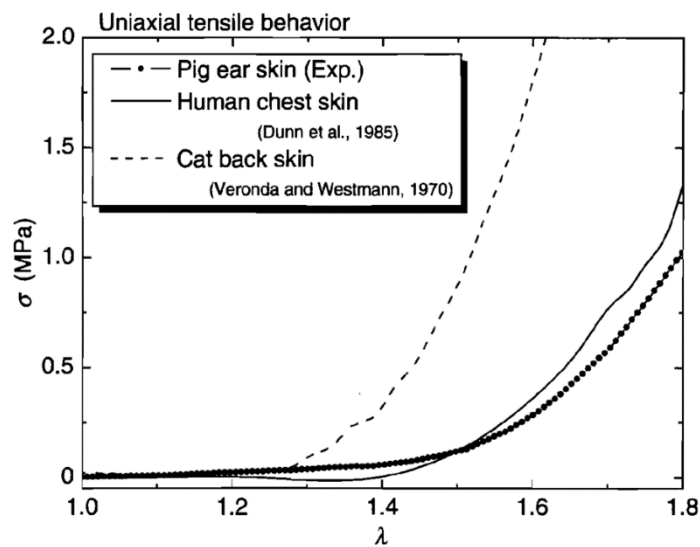 Uniaxial tensile behavior
2.0
Pig ear skin (Exp.)
Human chest skin
(Dunn et al., 1985)
1.5
Cat back skin
(Veronda and Westmann, 1970)
σ (MPa)
1.0
0.5
0
1.0
1.2
1.4
1.6
1.8
λ